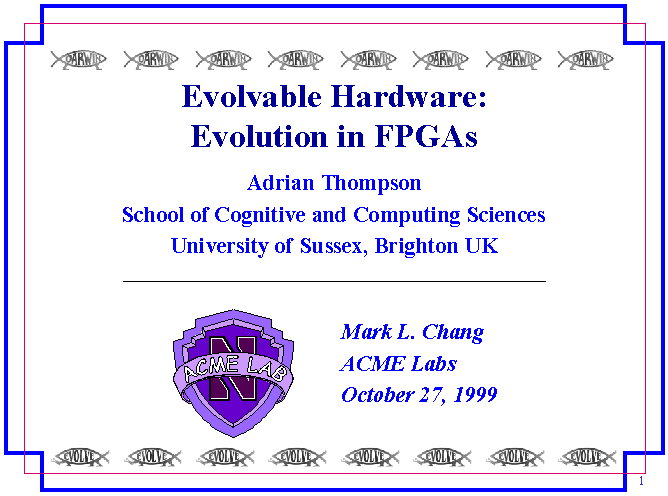 DARWIN DARWIN DARWIN DARWIN DARWIN DARWIN DARWIN DARWIN
Evolvable Hardware:
Evolution in FPGAs
Adrian Thompson
School of Cognitive and Computing Sciences
University of Sussex, Brighton UK
Mark L. Chang
ACME Labs
October 27, 1999
N
ACME LAB
EVOLVE EVOLVE EVOLVE EVOLVE EVOLVE EVOLVE EVOLVE EVOLVE
1